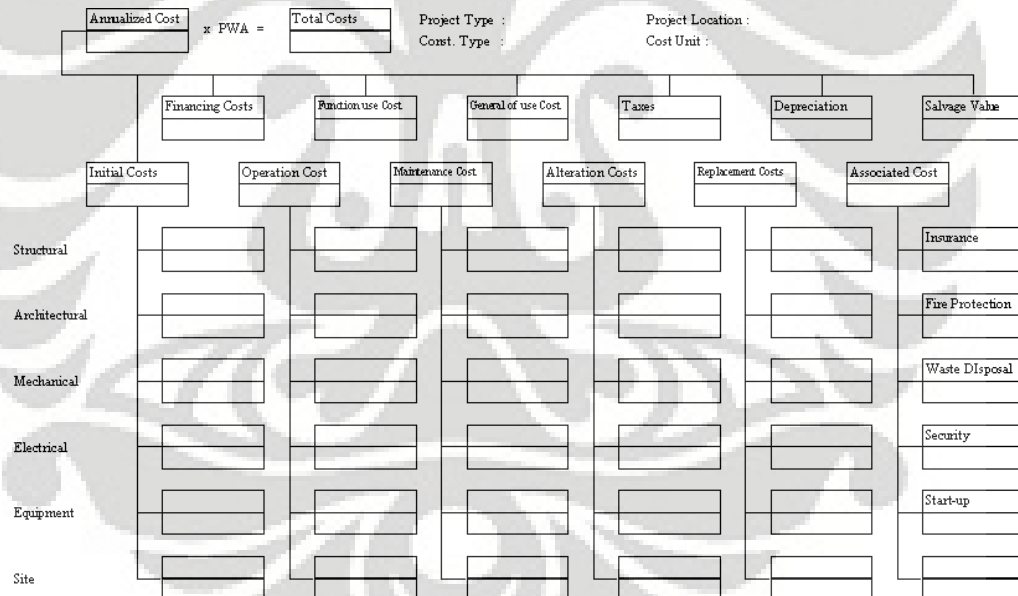 Annualized Cost
x PWA =
Total Costs
Project Type :
Project Location :
Const. Type :
Cost Unit :
Financing Costs
Function use Cost
General of use Cost
Taxes
Depreciation
Salvage Value
Initial Costs
Operation Cost
Maintenance Cost
Alteration Costs
Replacement Costs
Associated Cost
Structural
Insurance
Architectural
Fire Protection
Mechanical
Waste DIsposal
Electrical
Security
Equipment
Start-up
Site